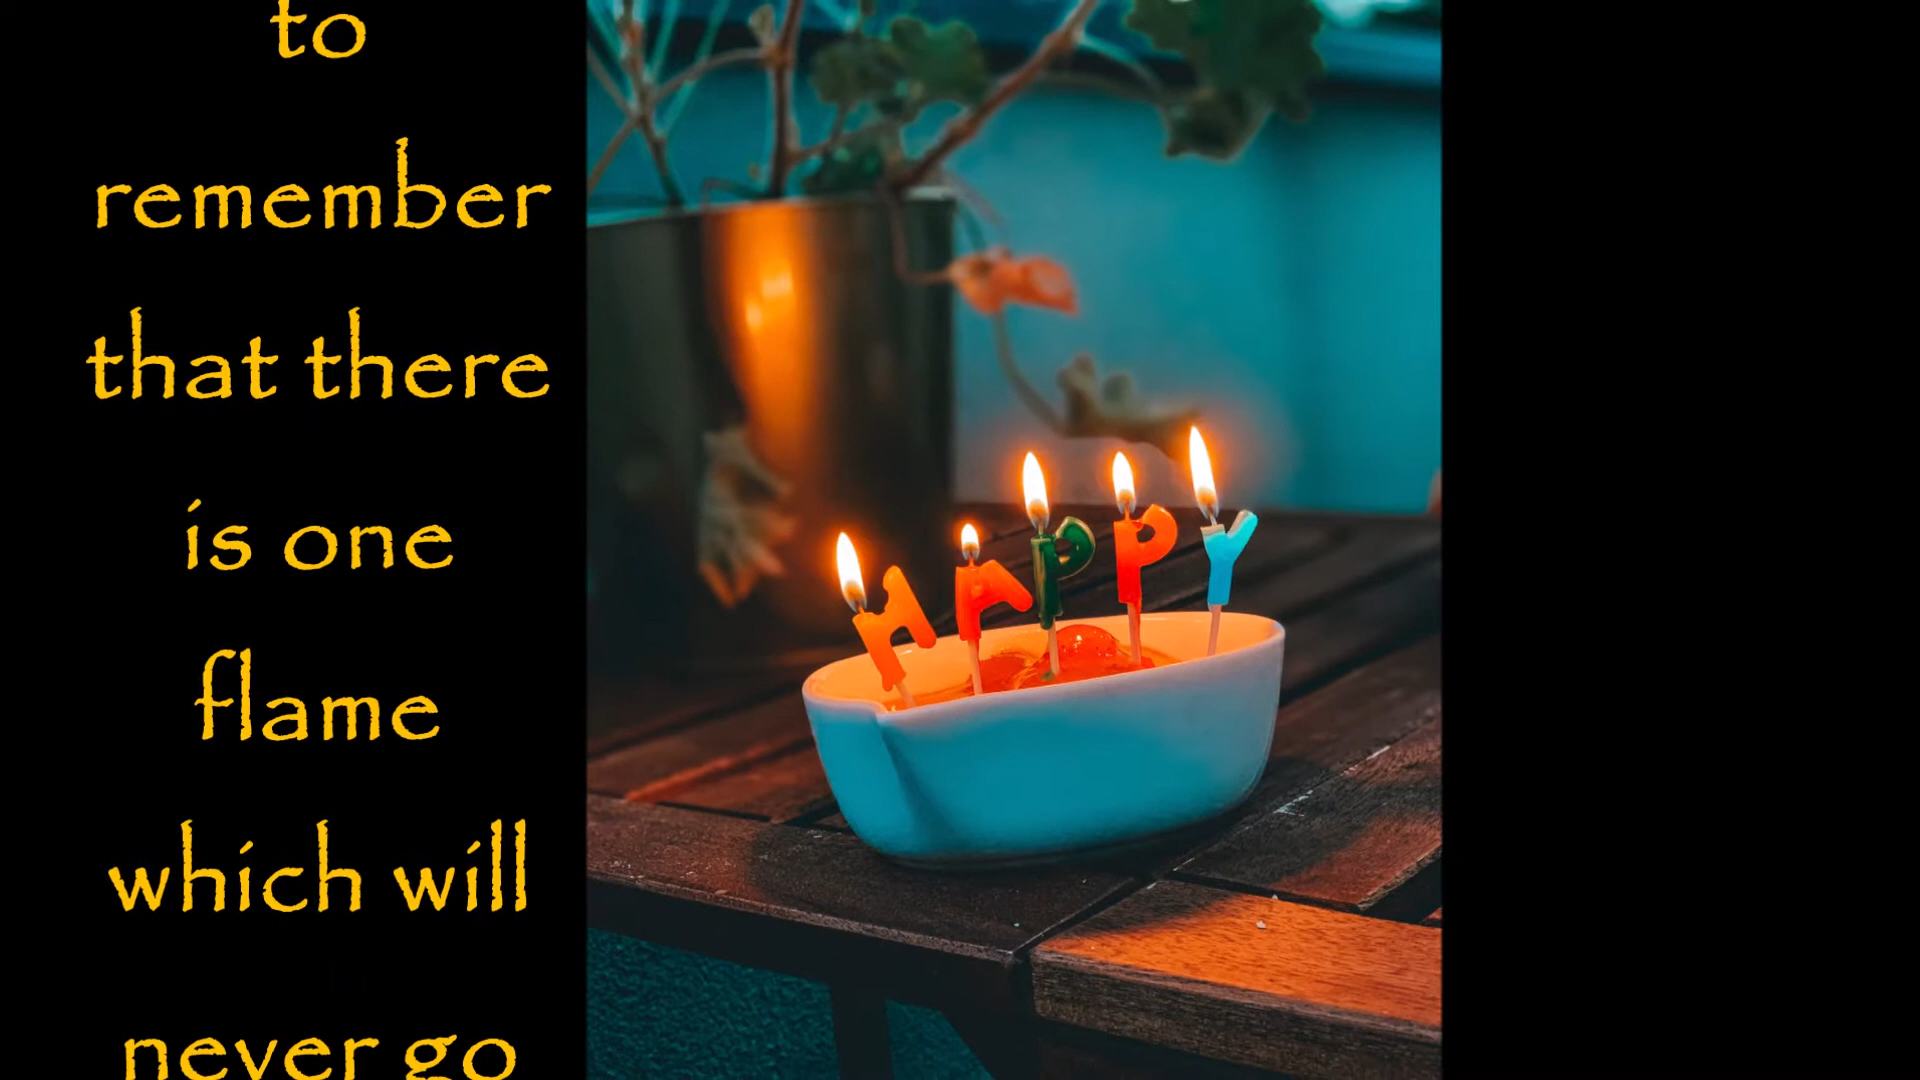 to
remember
that there
is one
flame
which will
never go
HAPPY